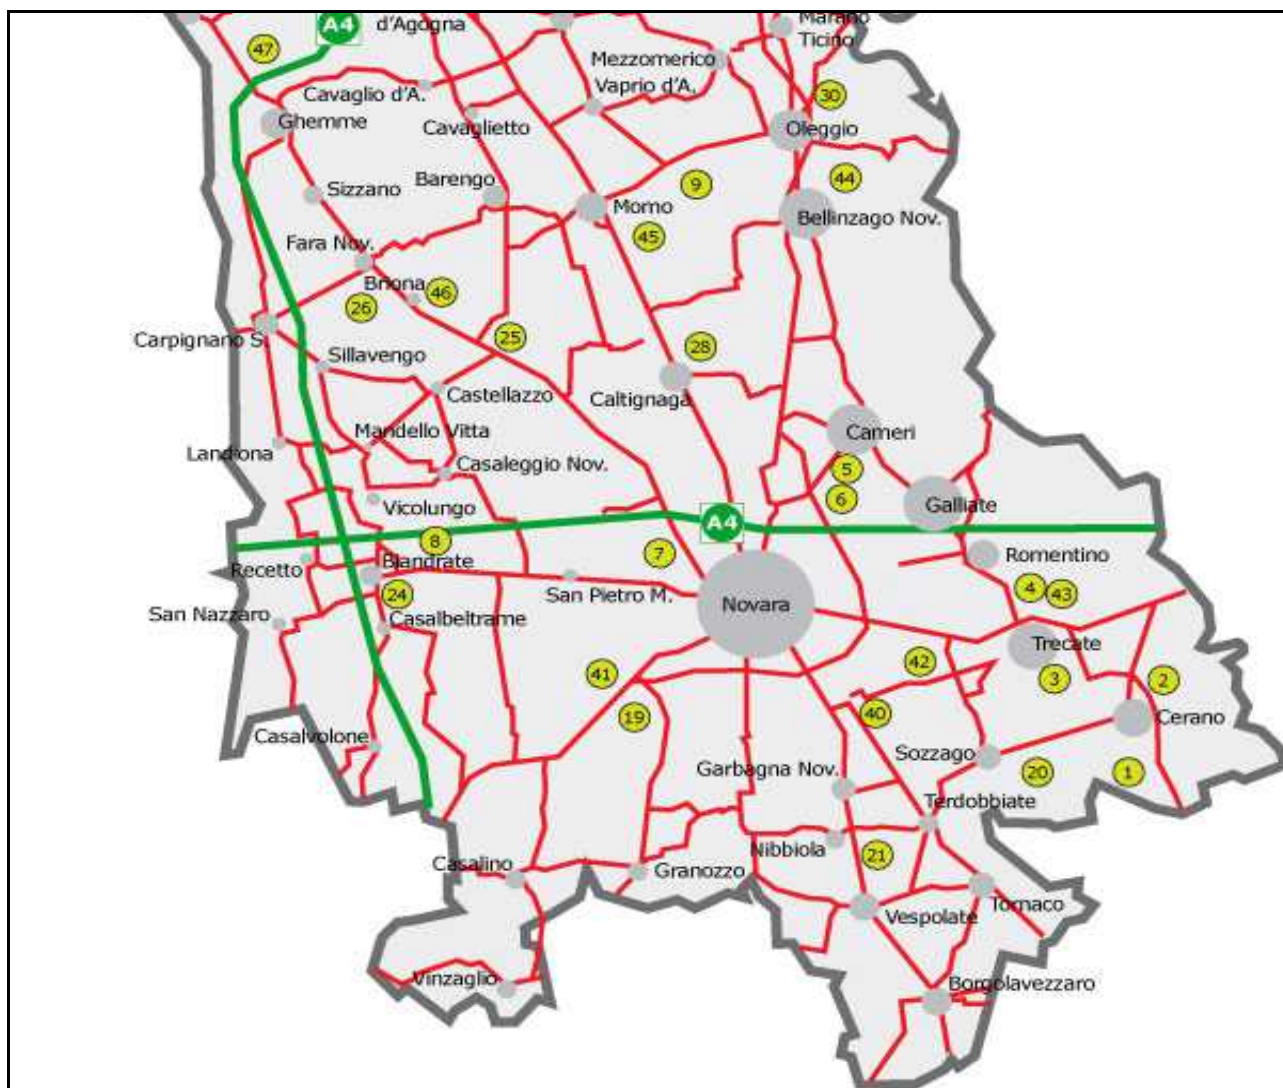 A4
d'Agogna
Marano
Ticino
47
Mezzomerico
Cavaglio d'A.
Vaprio d'A.
30
Ghemme
Cavaglietto
Oleggio
Sizzano
Barengo
9
44
Momo
Bellinzago Nov.
45
Fara Nov.
Briona
46
26
Carpignano S.
25
28
Sillavengo
Castellazzo
Caltignaga
Mandello Vitta
Cameri
Landiona
Casaleggio Nov.
5
6
Vicolungo
Galliate
A4
8
7
Recetto
Biandrate
Romentino
24
San Pietro M.
Novara
4
43
San Nazzaro
Casalbeltrame
Trecate
41
42
3
2
19
40
Cerano
Casalvolone
Sozzago
Garbagna Nov.
20
1
Terdobbiate
Nibbiola
21
Casalino
Granozzo
Vespolate
Tornaco
Vinzaglio
Borgolavezzaro